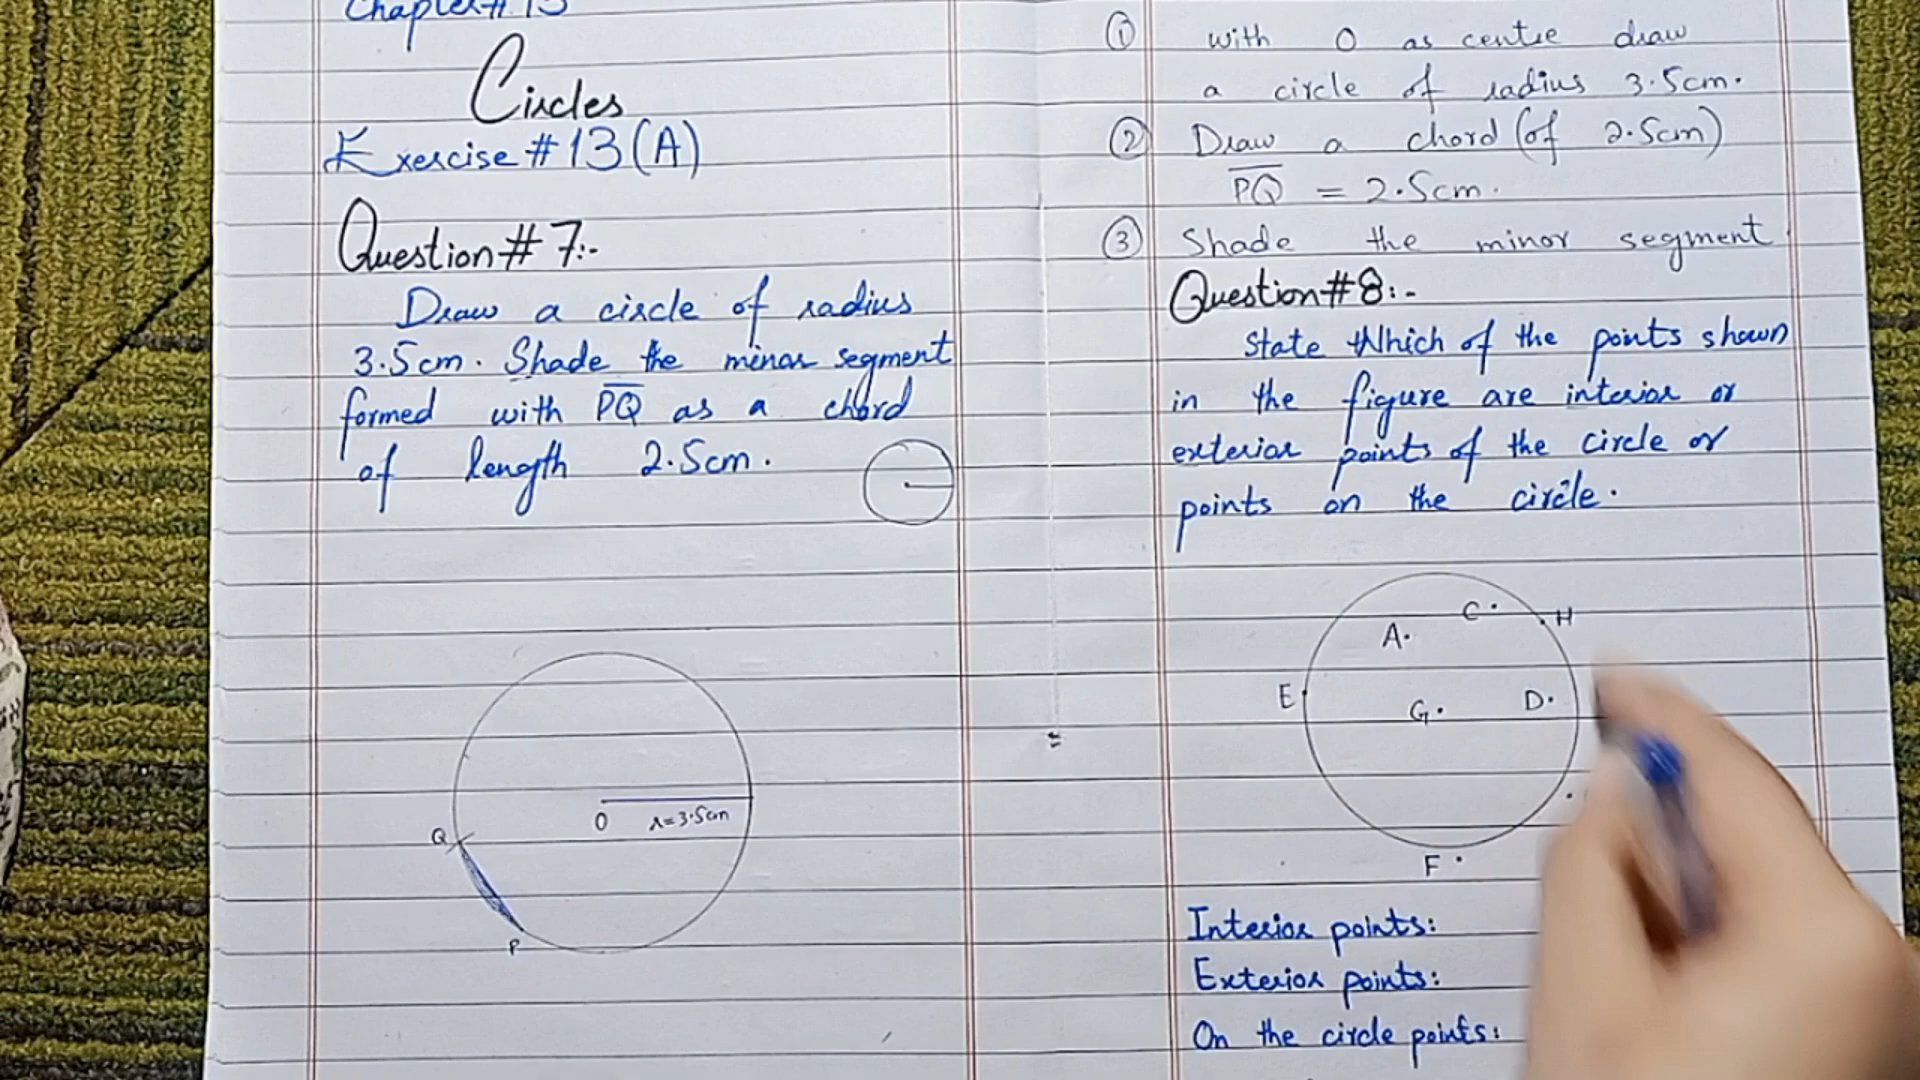 Chapter# 13
Circles
Exercise # 13(A)
Question # 7:-
Draw a circle of radius
3.5cm. Shade the minor segment
formed with PQ as a chord
of length 2.5cm.
O r=3.5cm
Q
P
① with O as centre draw
a circle of radius 3.5cm.
② Draw a chord (of 2.5cm)
PQ = 2.5cm.
③ Shade the minor segment
Question#8:-
State Which of the points shown
in the figure are interior or
exterior points of the circle or
points on the circle.
C
H
A
E
G
D
F
Interior points:
Exterior points:
On the circle points: